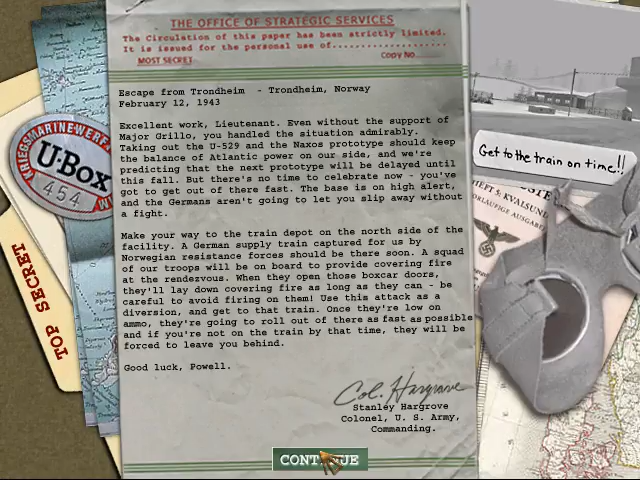 THE OFFICE OF STRATEGIC SERVICES
The Circulation of this paper has been strictly limited.
It is issued for the personal use of....................
MOST SECRET
Copy No.
Escape from Trondheim - Trondheim, Norway
February 12, 1943
Excellent work, Lieutenant. Even without the support of
Major Grillo, you handled the situation admirably.
Taking out the U-529 and the Naxos prototype should keep
the balance of Atlantic power on our side, and we're
predicting that the next prototype will be delayed until
this fall. But there's no time to celebrate now - you've
got to get out of there fast. The base is on high alert,
and the Germans aren't going to let you slip away without
a fight.
Make your way to the train depot on the north side of the
facility. A German supply train captured for us by
Norwegian resistance forces should be there soon. A squad
of our troops will be on board to provide covering fire
at the rendezvous. When they open those boxcar doors,
they'll lay down covering fire as long as they can - be
careful to avoid firing on them! Use this attack as a
diversion, and get to that train. Once they're low on
ammo, they're going to roll out of there as fast as possible
and if you're not on the train by that time, they will be
forced to leave you behind.
Good luck, Powell.
Col. Hargrove
Stanley Hargrove
Colonel, U. S. Army,
Commanding.
CONTINUE
KRIEGSMARINEWERF
U-Box
454
TOP SECRET
Get to the train on time!!
HEFT 5; KVALSUND